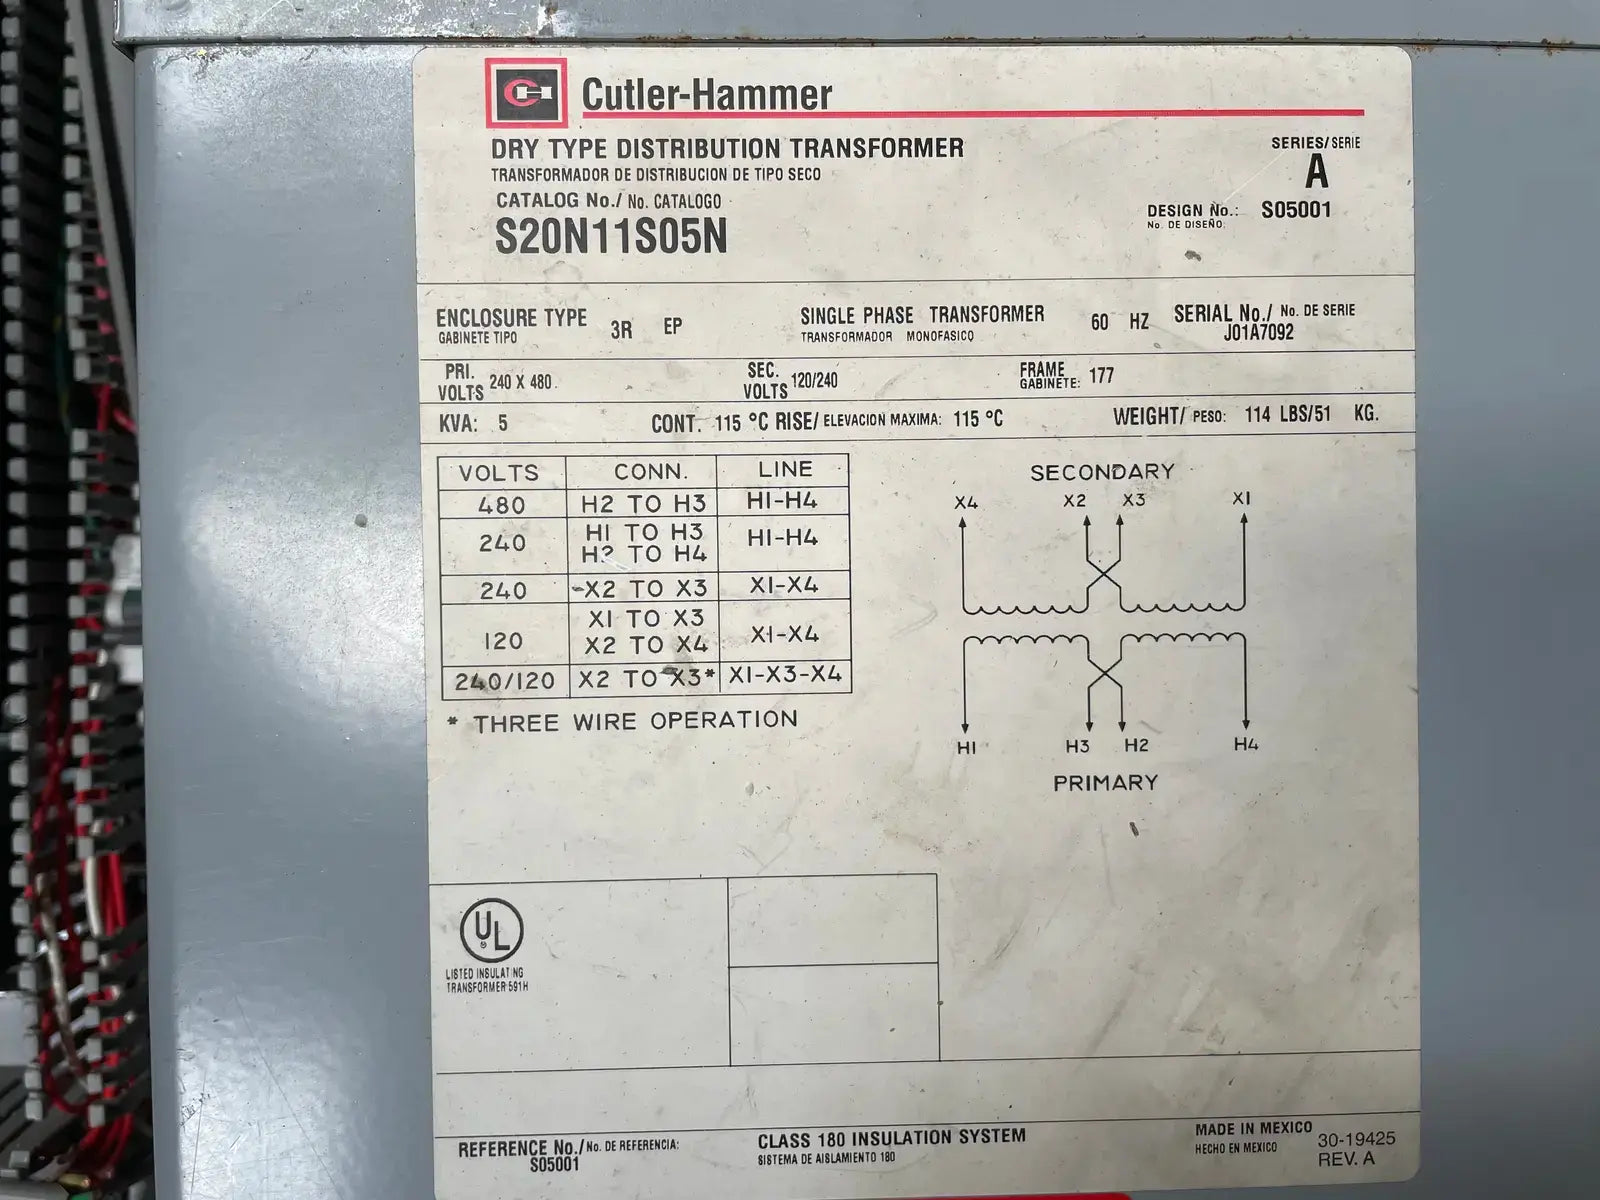 Cutler-Hammer
DRY TYPE DISTRIBUTION TRANSFORMER
TRANSFORMADOR DE DISTRIBUCION DE TIPO SECO
CATALOG No./ No. CATALOGO
S20N11S05N
SERIES/SERIE
A
DESIGN No.: S05001
No. DE DISEÑO:
ENCLOSURE TYPE 3R EP
GABINETE TIPO
SINGLE PHASE TRANSFORMER 60 HZ
TRANSFORMADOR MONOFASICO
SERIAL No./ No. DE SERIE
J01A7092
PRI. VOLTS 240 X 480
SEC. VOLTS 120/240
FRAME GABINETE: 177
KVA: 5
CONT. 115 °C RISE/ ELEVACION MAXIMA: 115 °C
WEIGHT/ PESO: 114 LBS/51 KG.
VOLTS CONN. LINE
480 H2 TO H3 H1-H4
240 H1 TO H3 H2 TO H4 H1-H4
240 X2 TO X3 X1-X4
120 X1 TO X3 X2 TO X4 X1-X4
240/120 X2 TO X3* X1-X3-X4
* THREE WIRE OPERATION
SECONDARY
X4 X2 X3 X1
H1 H3 H2 H4
PRIMARY
UL
LISTED INSULATING
TRANSFORMER 591H
REFERENCE No./ No. DE REFERENCIA:
S05001
CLASS 180 INSULATION SYSTEM
SISTEMA DE AISLAMIENTO 180
MADE IN MEXICO
HECHO EN MEXICO
30-19425
REV. A